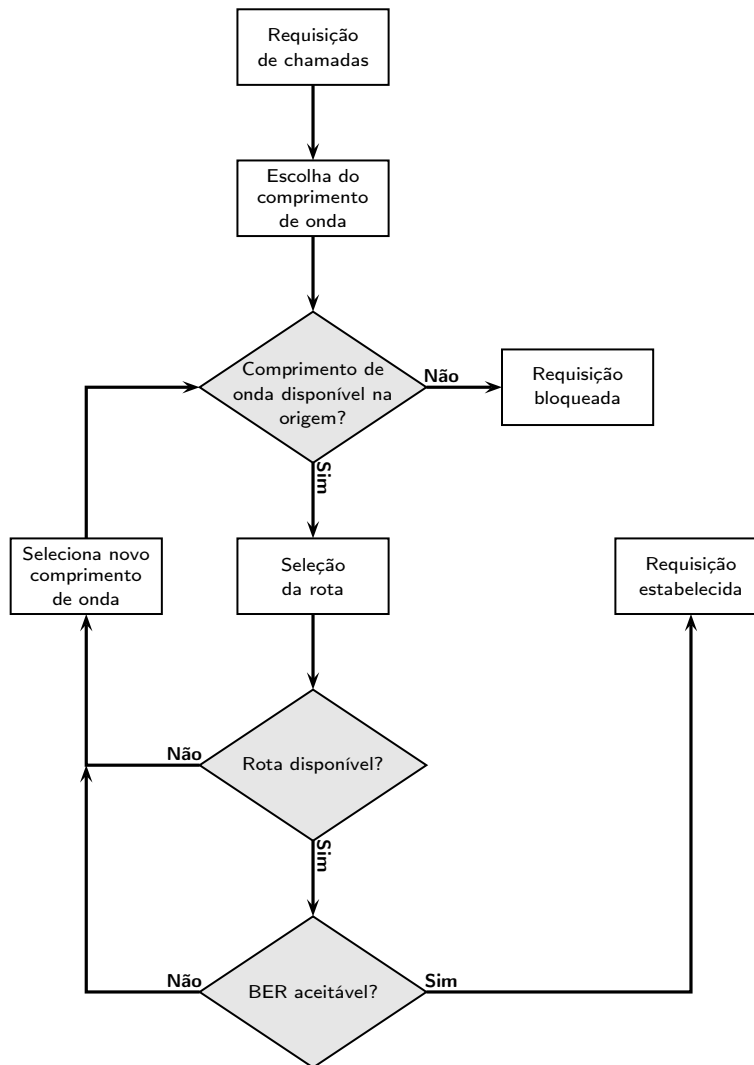 Requisição
de chamadas
Escolha do
comprimento
de onda
Comprimento de
onda disponível na
origem?
Não
Requisição
bloqueada
Sim
Seleciona novo
comprimento
de onda
Seleção
da rota
Requisição
estabelecida
Não
Rota disponível?
Sim
Não
BER aceitável?
Sim